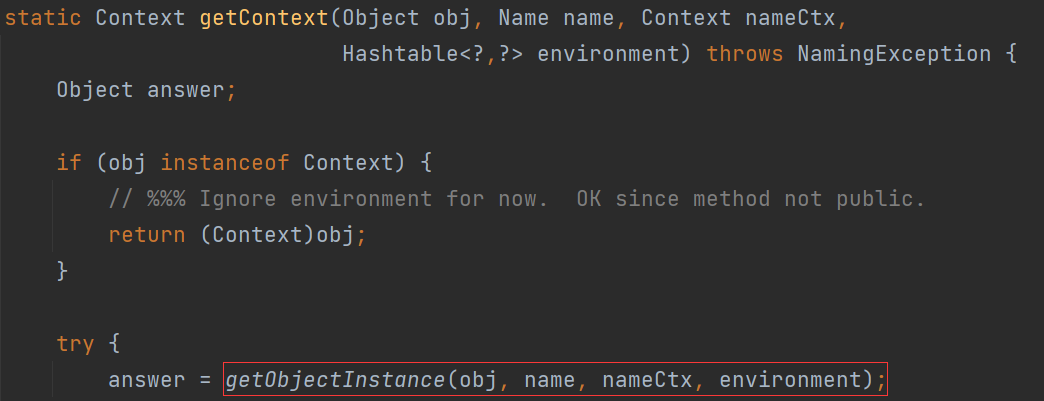 static Context getContext(Object obj, Name name, Context nameCtx,
Hashtable<?,?> environment) throws NamingException {
Object answer;
if (obj instanceof Context) {
// %%% Ignore environment for now.  OK since method not public.
return (Context)obj;
}
try {
answer = getObjectInstance(obj, name, nameCtx, environment);